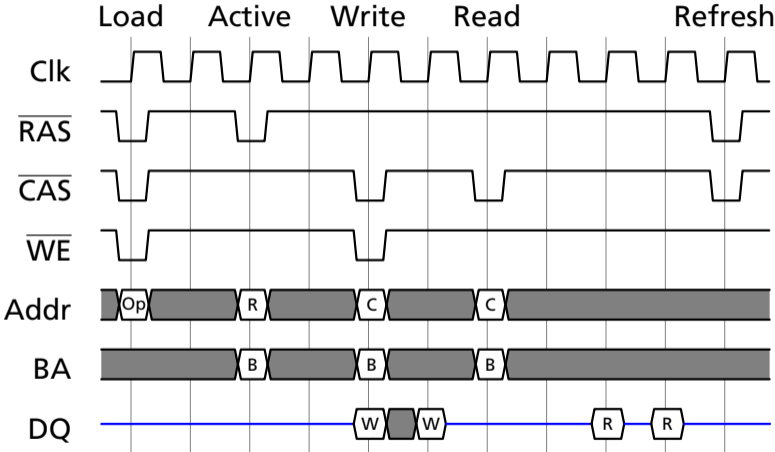 Load Active Write Read Refresh
Clk
RAS
CAS
WE
Addr Op R C C
BA B B B
DQ W W R R